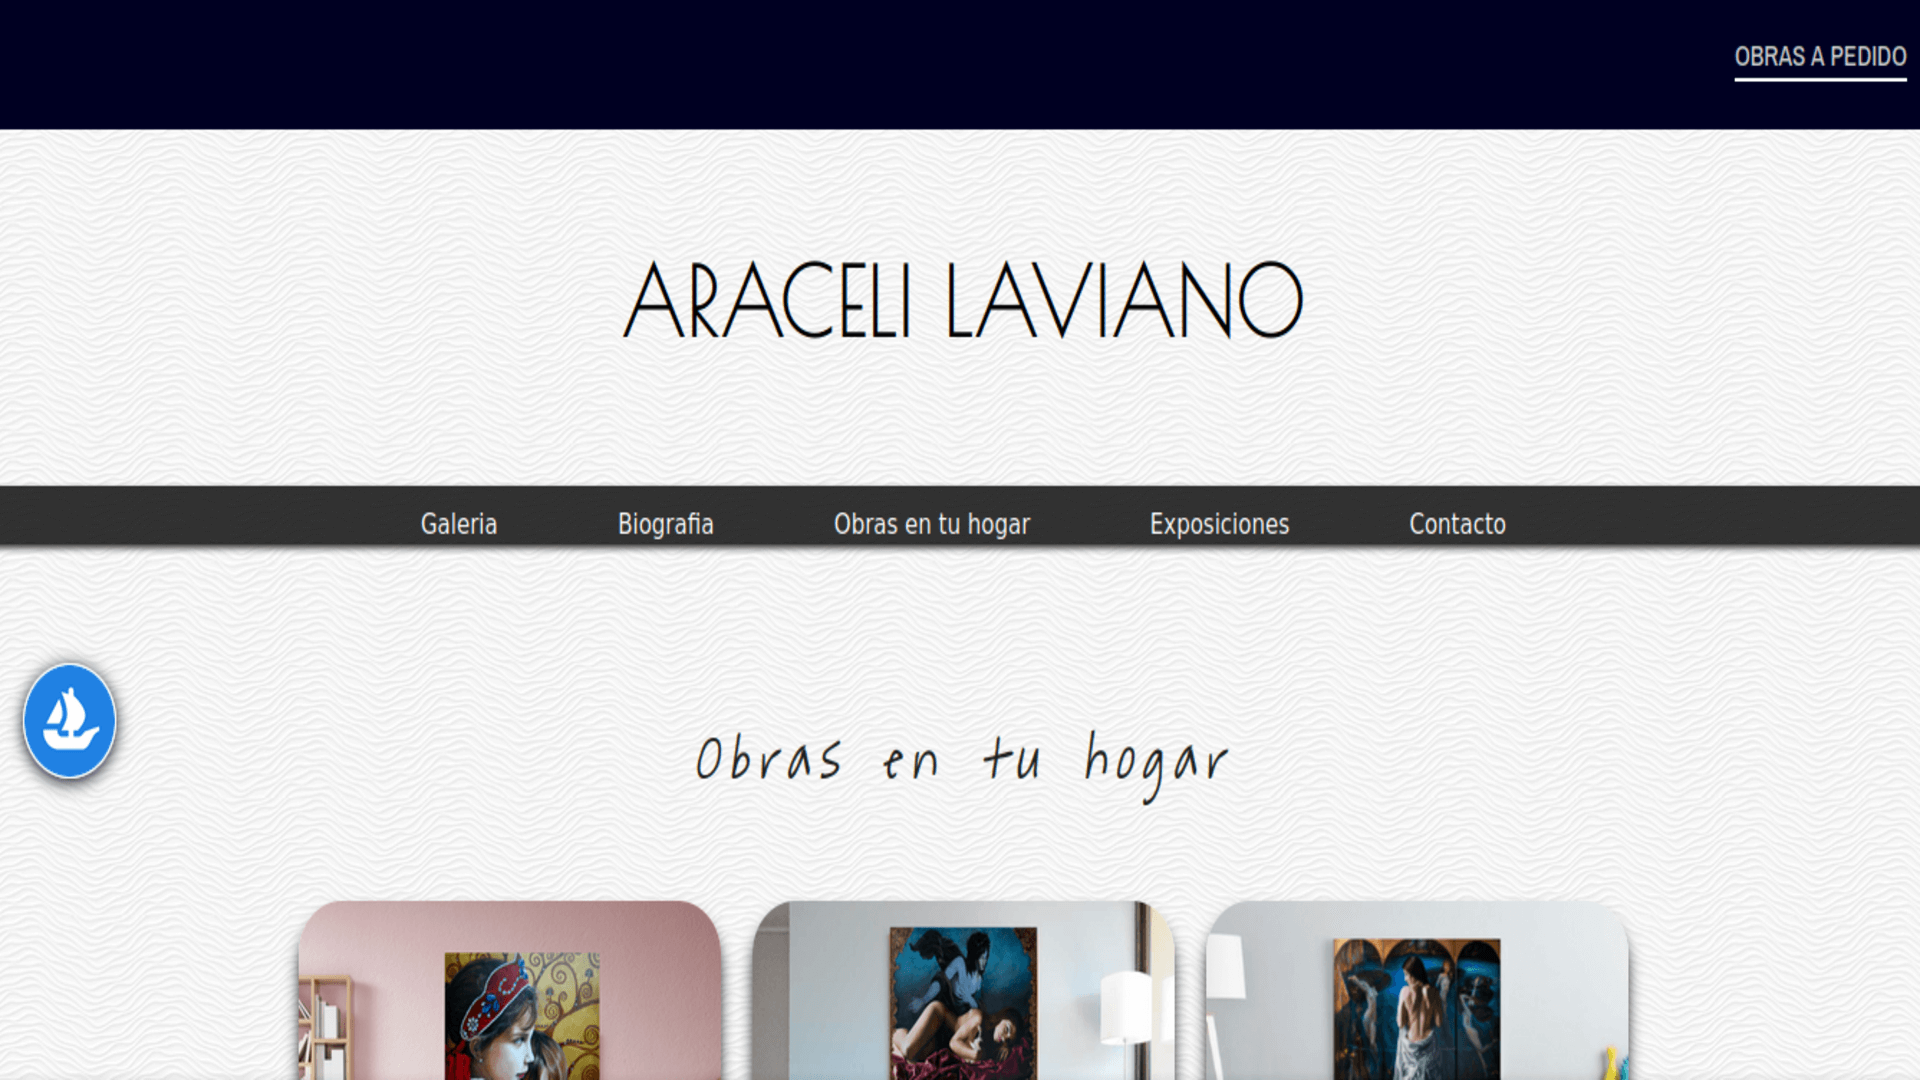 OBRAS A PEDIDO
ARACELI LAVIANO
Galeria Biografia Obras en tu hogar Exposiciones Contacto
Obras en tu hogar